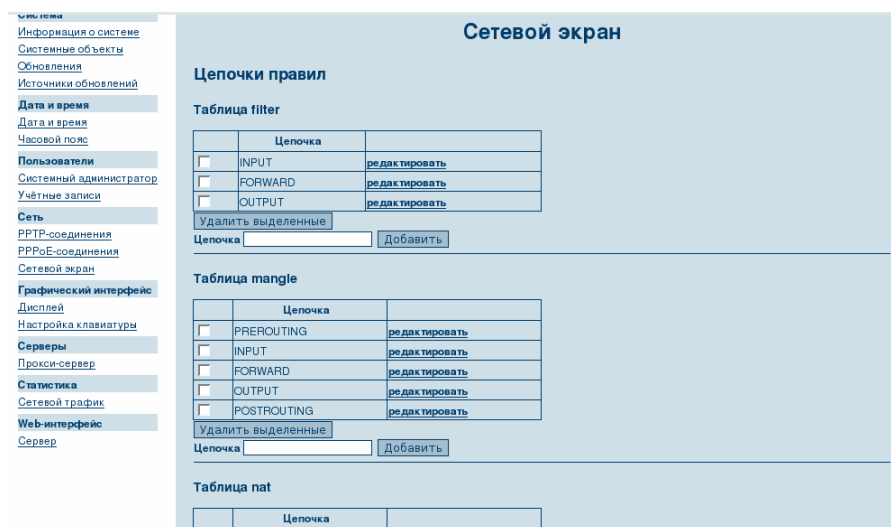 Система
Информация о системе
Системные объекты
Обновления
Источники обновлений
Дата и время
Дата и время
Часовой пояс
Пользователи
Системный администратор
Учётные записи
Сеть
PPTP-соединения
PPPoE-соединения
Сетевой экран
Графический интерфейс
Дисплей
Настройка клавиатуры
Серверы
Прокси-сервер
Статистика
Сетевой трафик
Web-интерфейс
Сервер
Сетевой экран
Цепочки правил
Таблица filter
Цепочка
INPUT редактировать
FORWARD редактировать
OUTPUT редактировать
Удалить выделенные
Цепочка Добавить
Таблица mangle
Цепочка
PREROUTING редактировать
INPUT редактировать
FORWARD редактировать
OUTPUT редактировать
POSTROUTING редактировать
Удалить выделенные
Цепочка Добавить
Таблица nat
Цепочка